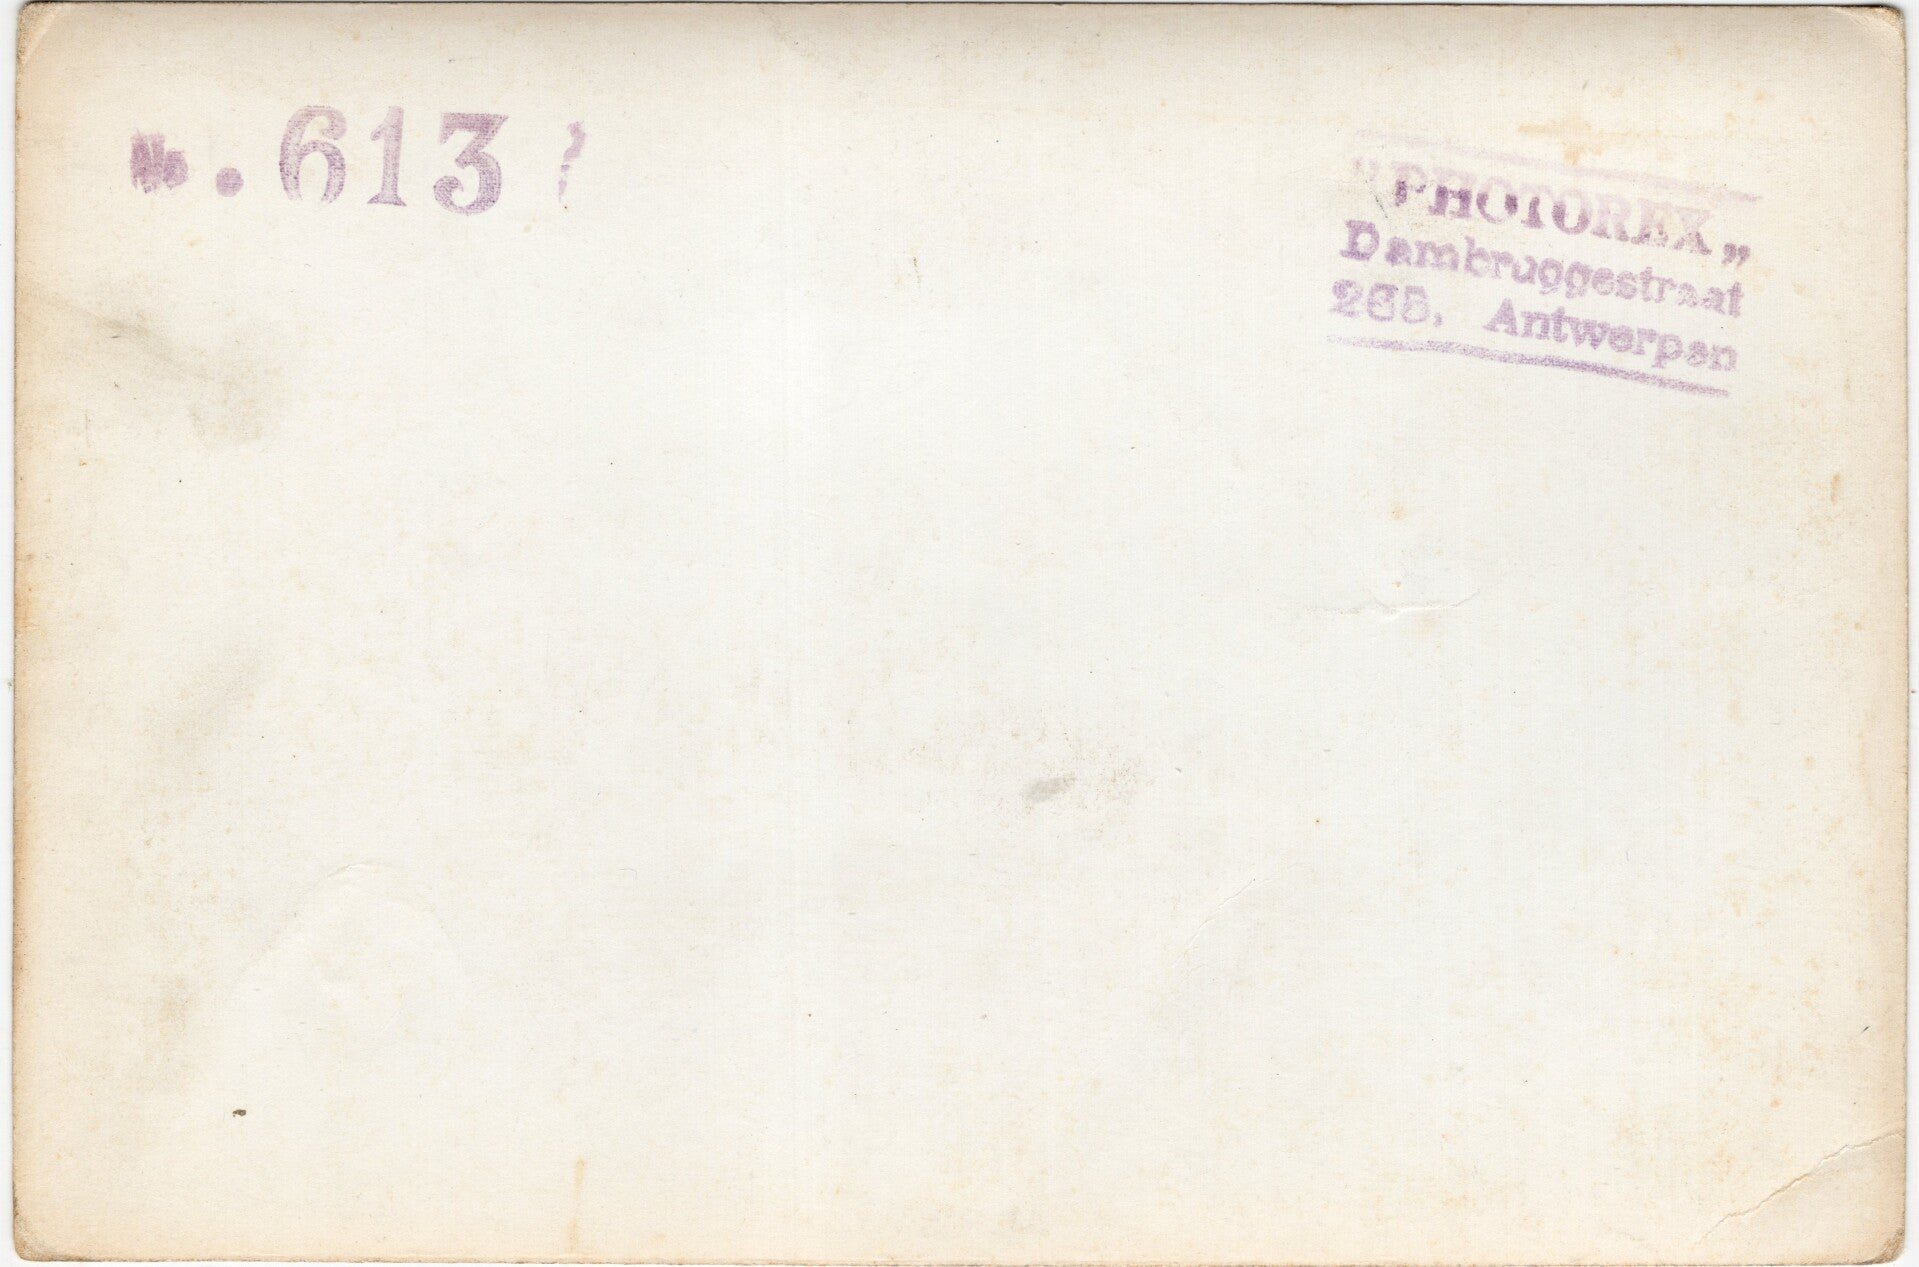 No. 613
"PHOTOREX„
Dambruggestraat
265, Antwerpen